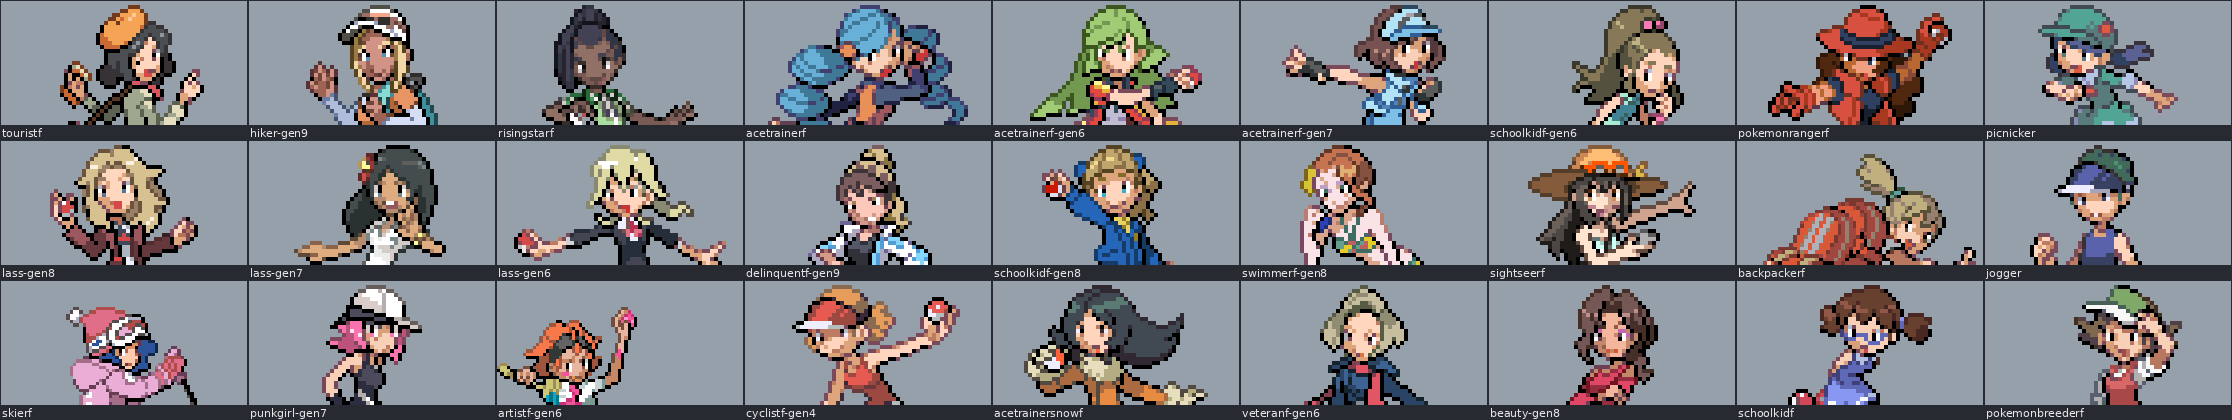 touristf
hiker-gen9
risingstarf
acetrainerf
acetrainerf-gen6
acetrainerf-gen7
schoolkidf-gen6
pokemonrangerf
picnicker
lass-gen8
lass-gen7
lass-gen6
delinquentf-gen9
schoolkidf-gen8
swimmerf-gen8
sightseerf
backpackerf
jogger
skierf
punkgirl-gen7
artistf-gen6
cyclistf-gen4
acetrainersnowf
veteranf-gen6
beauty-gen8
schoolkidf
pokemonbreederf